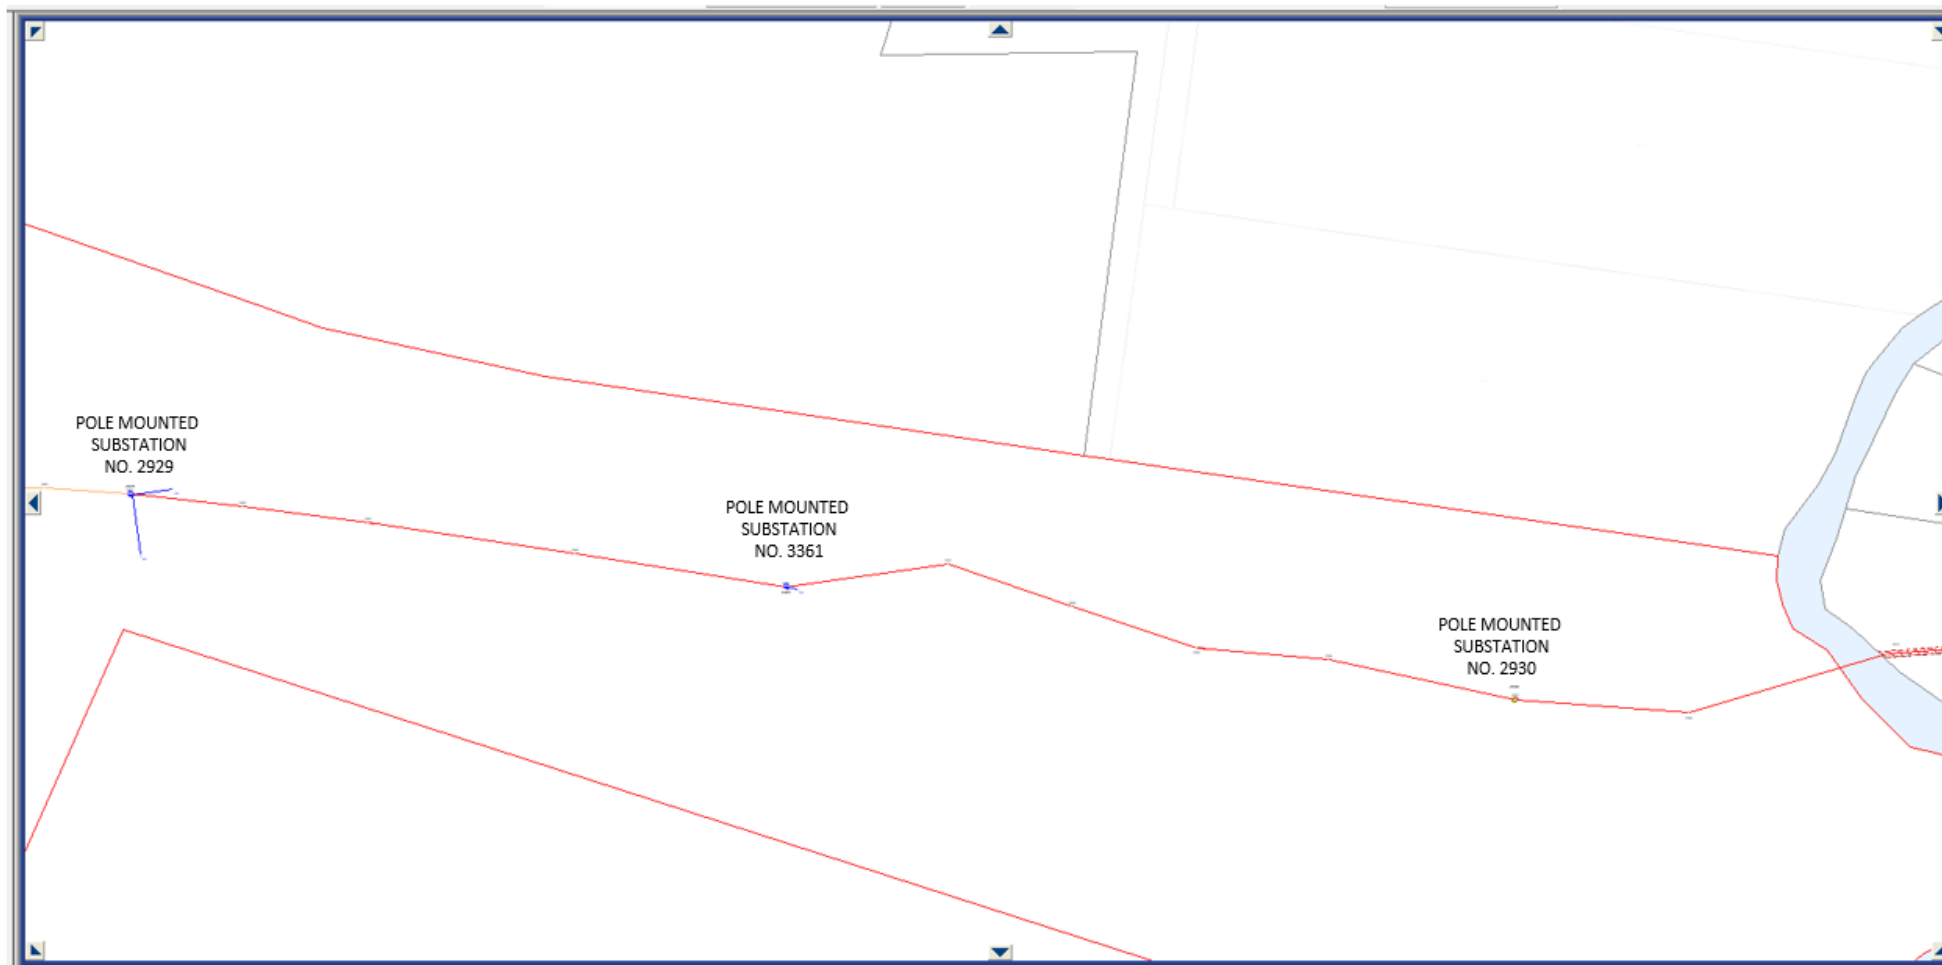 POLE MOUNTED
SUBSTATION
NO. 2929
POLE MOUNTED
SUBSTATION
NO. 3361
POLE MOUNTED
SUBSTATION
NO. 2930